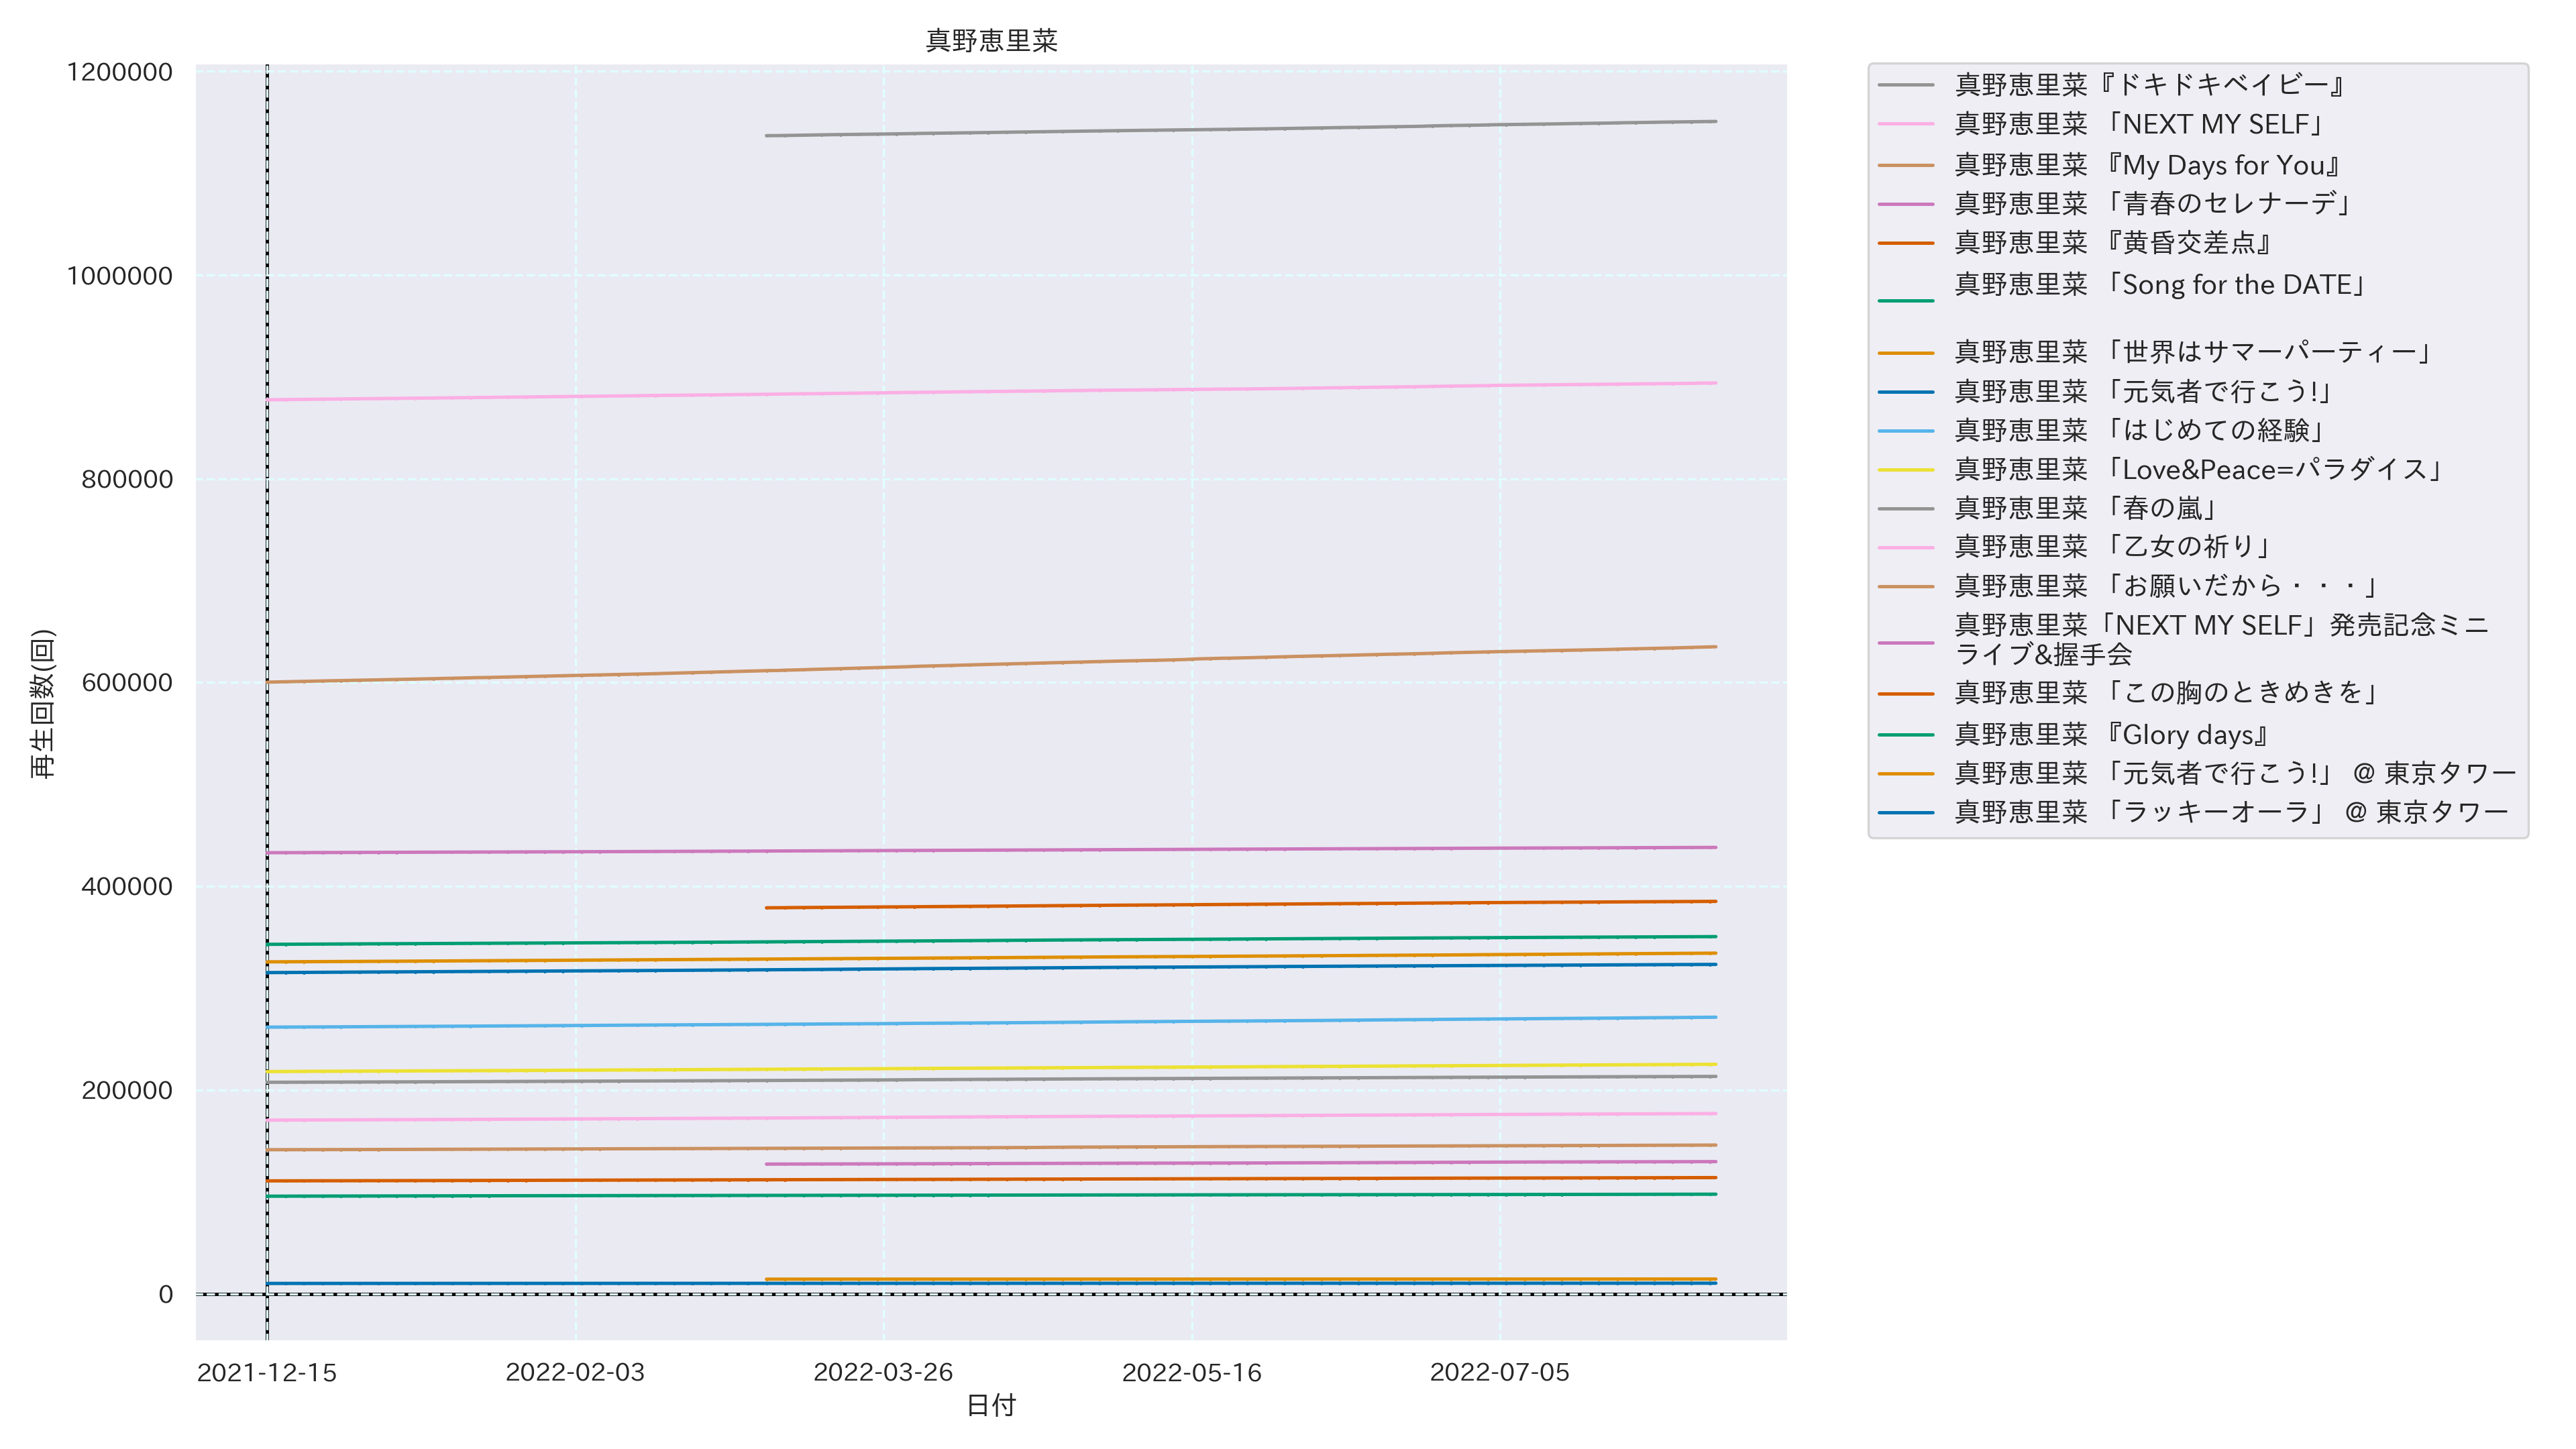 真野恵里菜
1200000
1000000
800000
600000
400000
200000
0
再生回数(回)
2021-12-15
2022-02-03
2022-03-26
2022-05-16
2022-07-05
日付
真野恵里菜『ドキドキベイビー』
真野恵里菜 「NEXT MY SELF」
真野恵里菜 『My Days for You』
真野恵里菜 「青春のセレナーデ」
真野恵里菜 『黄昏交差点』
真野恵里菜 「Song for the DATE」
真野恵里菜 「世界はサマーパーティー」
真野恵里菜 「元気者で行こう!」
真野恵里菜 「はじめての経験」
真野恵里菜 「Love&Peace=パラダイス」
真野恵里菜 「春の嵐」
真野恵里菜 「乙女の祈り」
真野恵里菜 「お願いだから・・・」
真野恵里菜「NEXT MY SELF」発売記念ミニ
ライブ&握手会
真野恵里菜 「この胸のときめきを」
真野恵里菜 『Glory days』
真野恵里菜 「元気者で行こう!」 @ 東京タワー
真野恵里菜 「ラッキーオーラ」 @ 東京タワー